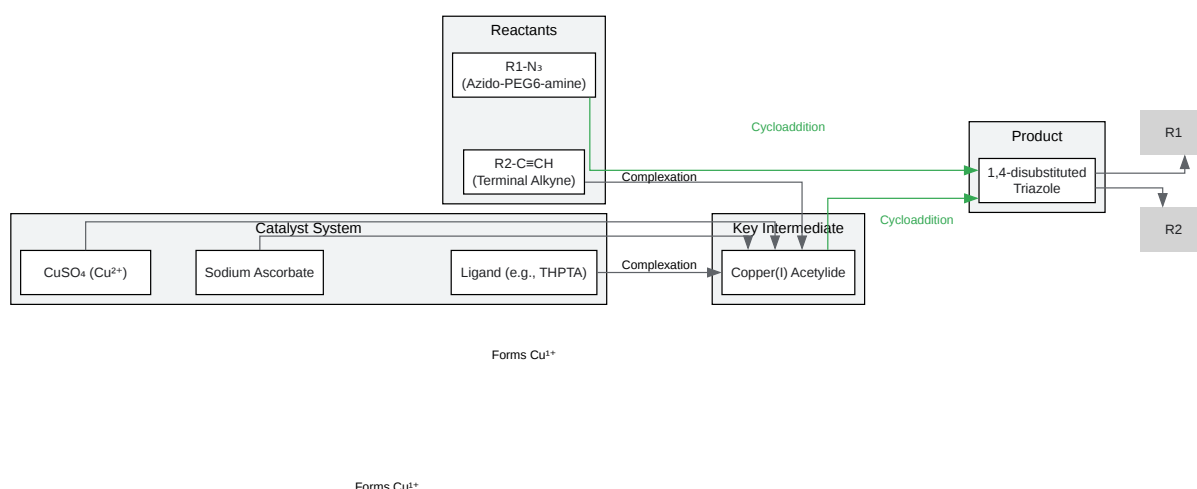 Reactants
R1-N₃
(Azido-PEG6-amine)
R2-C≡CH
(Terminal Alkyne)
Cycloaddition
Complexation
Product
1,4-disubstituted
Triazole
R1
R2
Cycloaddition
Catalyst System
CuSO₄ (Cu²⁺)
Sodium Ascorbate
Ligand (e.g., THPTA)
Complexation
Key Intermediate
Copper(I) Acetylide
Forms Cu¹⁺
Forms Cu¹⁺